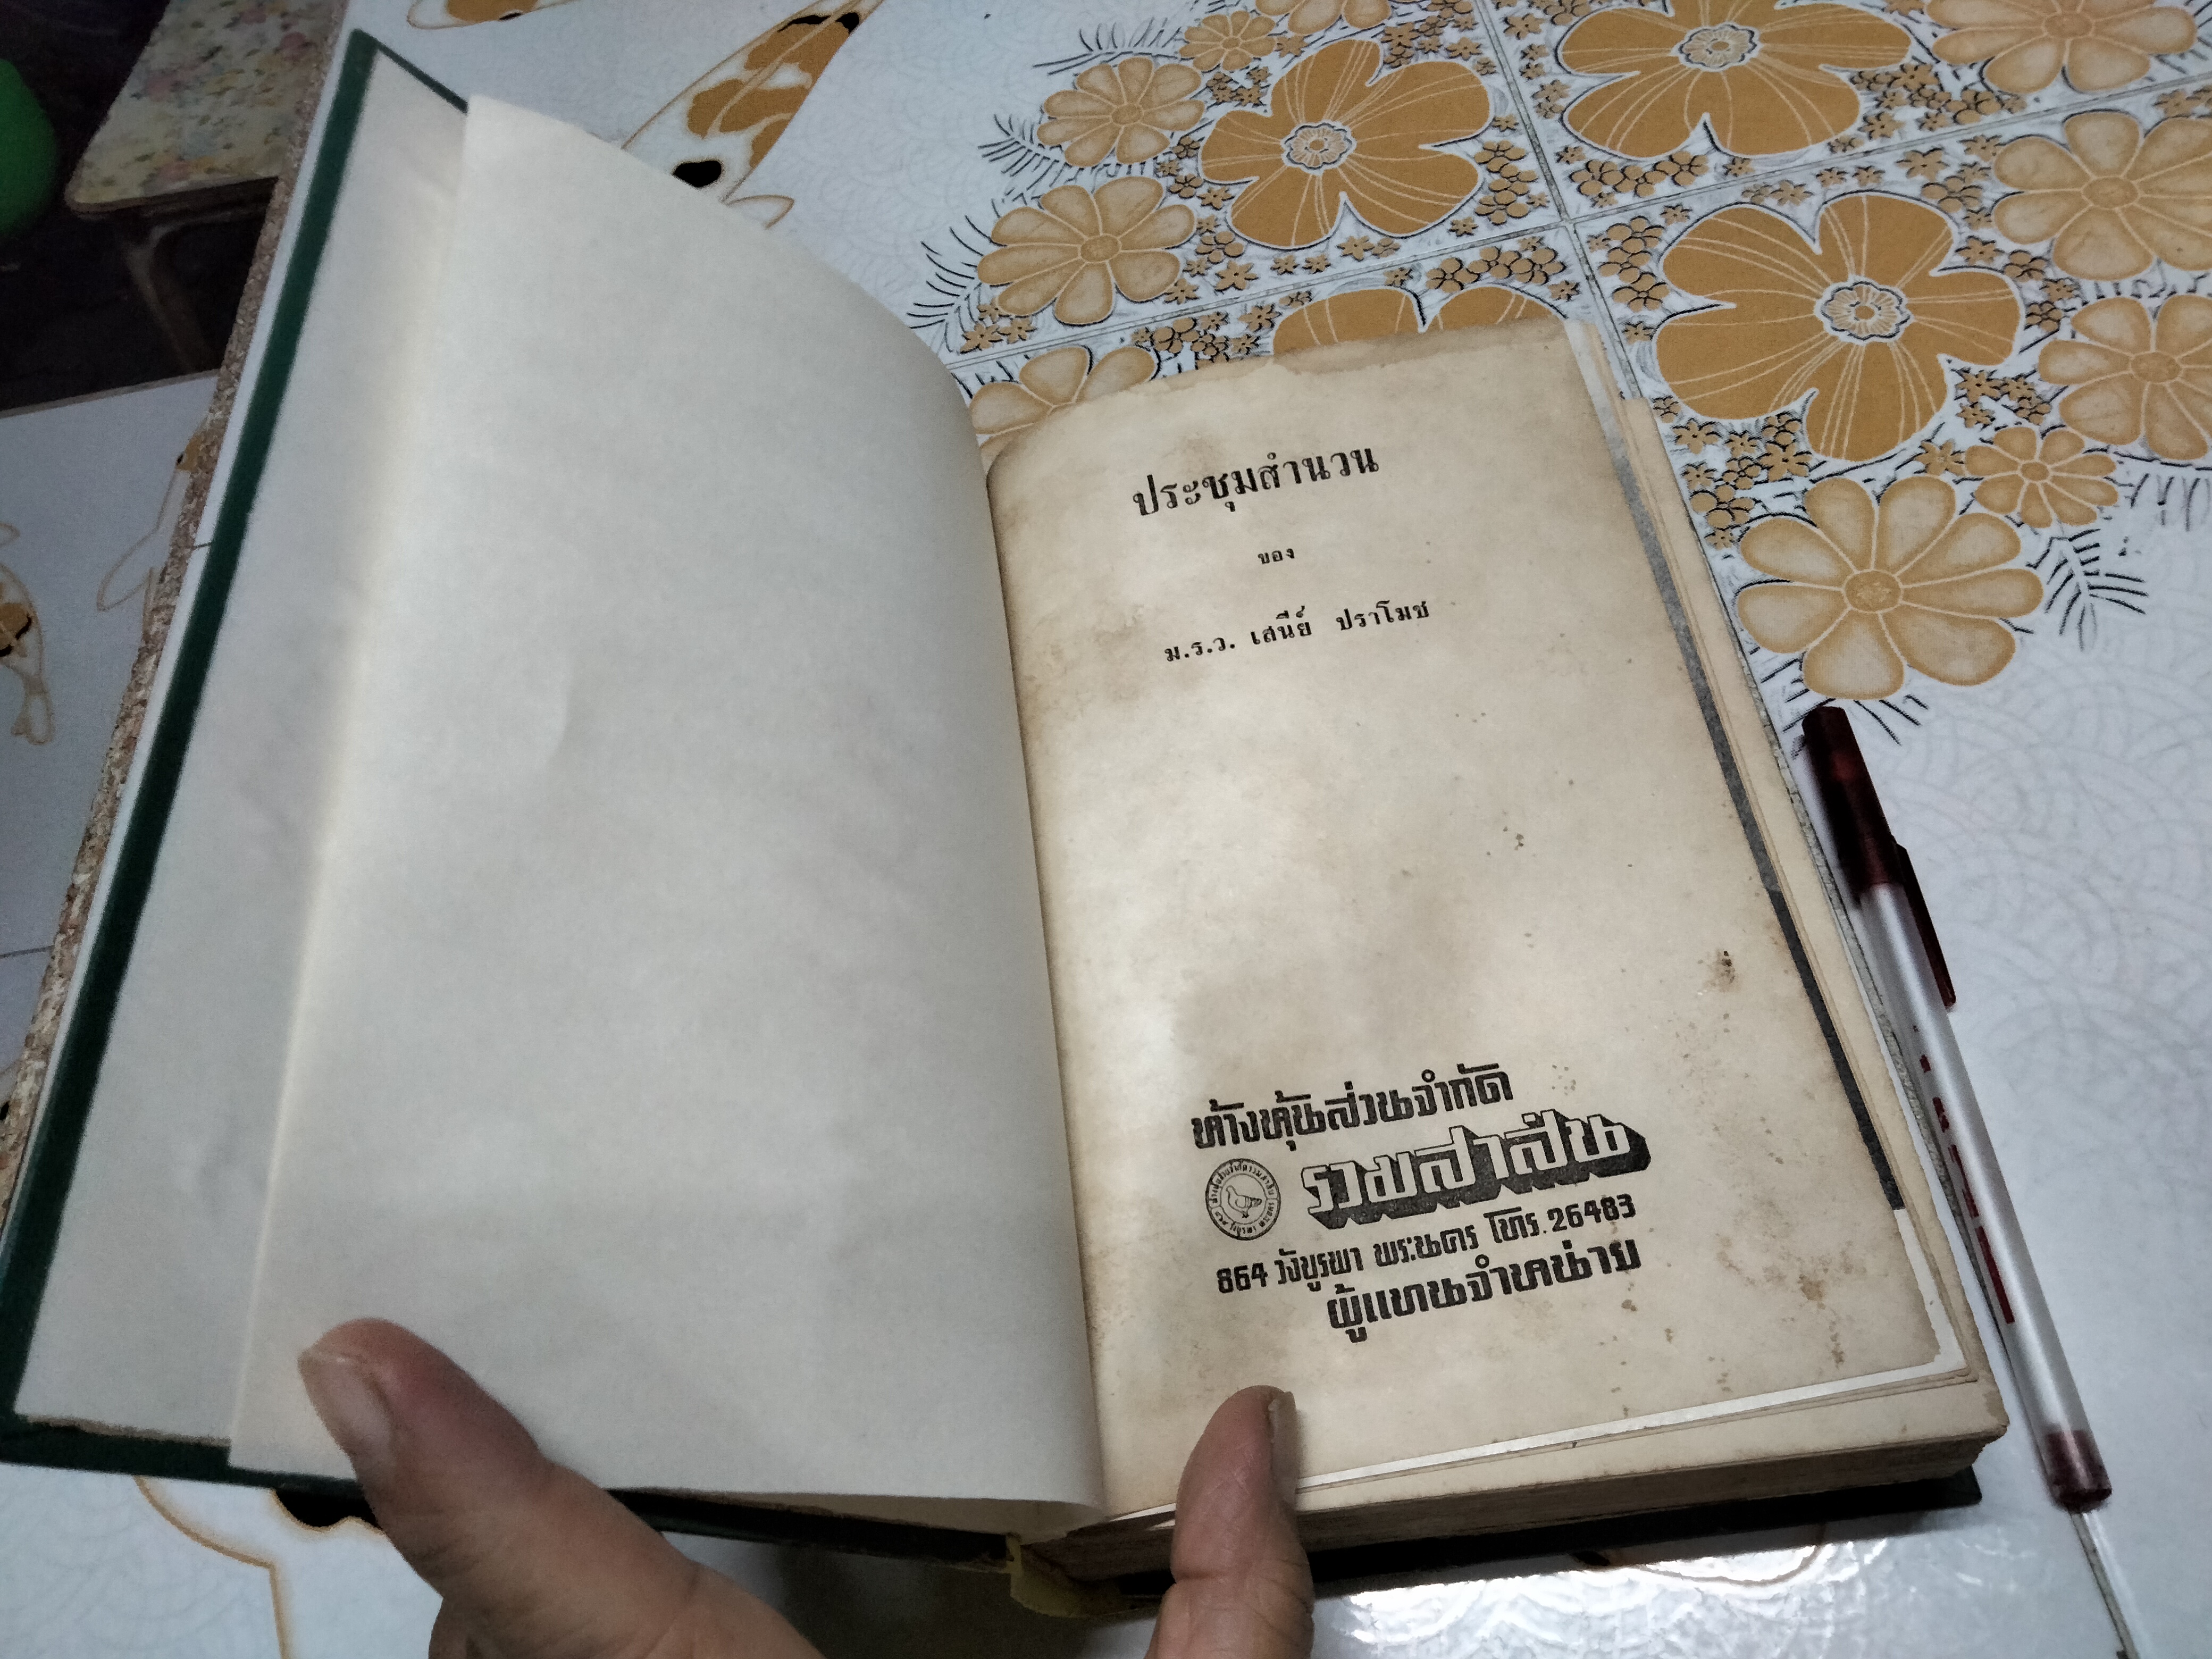 ประชุมสำนวน
ของ
ม.ร.ว. เสนีย์ ปราโมช
ห้างหุ้นส่วนจำกัด
รวมสาส์น
864 วังบูรพา พระนคร โทร. 26483
ผู้แทนจำหน่าย